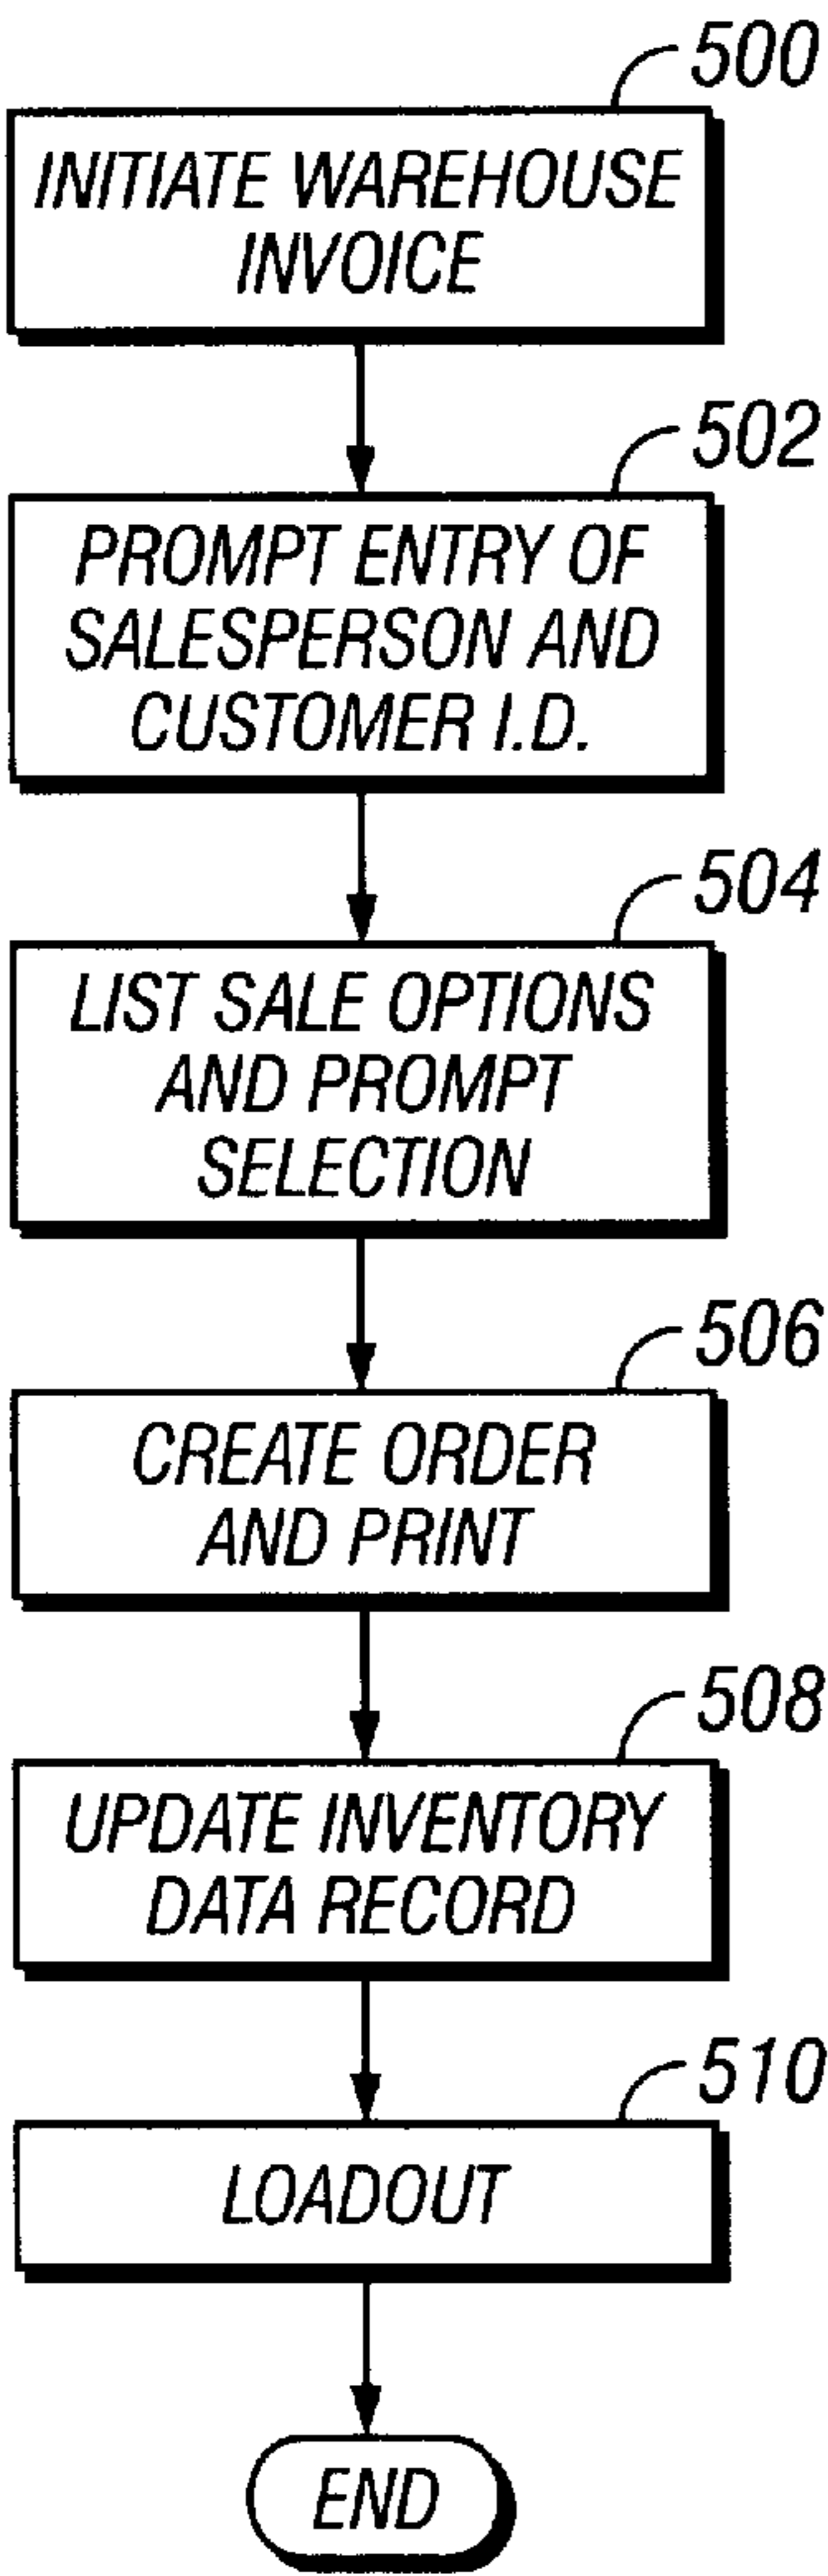 500
INITIATE WAREHOUSE
INVOICE
502
PROMPT ENTRY OF
SALESPERSON AND
CUSTOMER I.D.
504
LIST SALE OPTIONS
AND PROMPT
SELECTION
506
CREATE ORDER
AND PRINT
508
UPDATE INVENTORY
DATA RECORD
510
LOADOUT
END